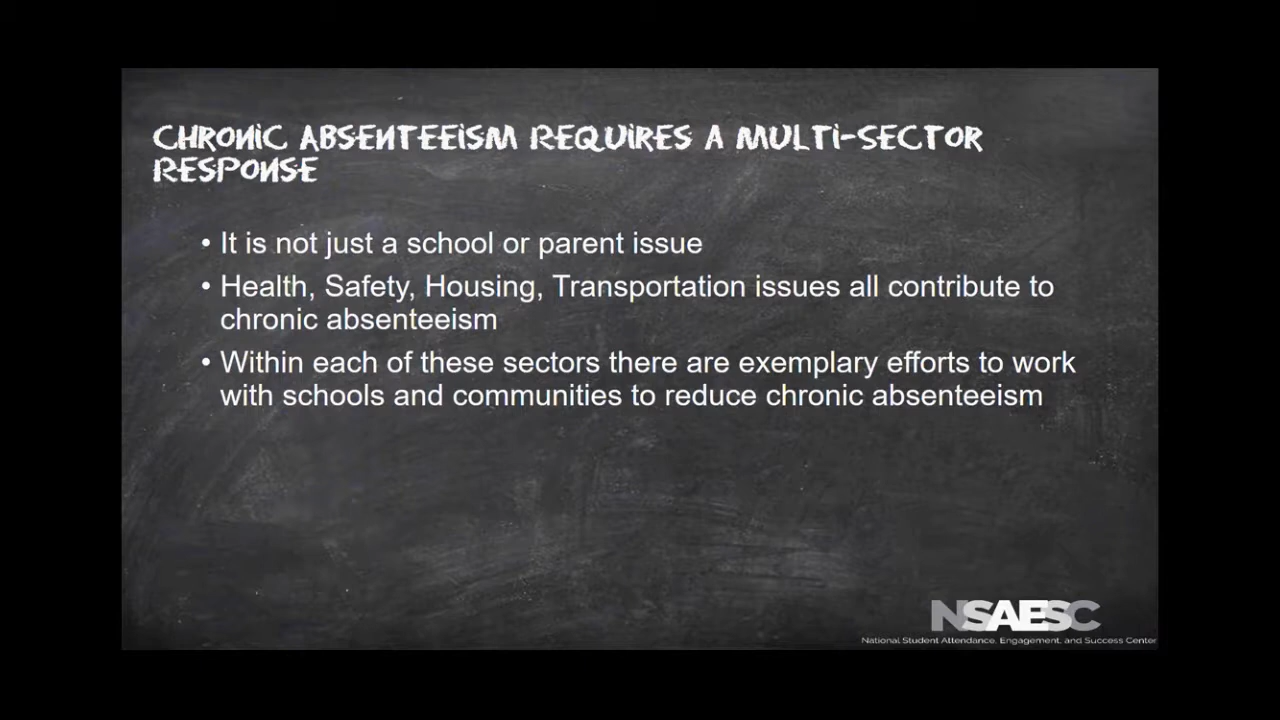 CHRONIC ABSENTEEISM REQUIRES A MULTI-SECTOR
RESPONSE
• It is not just a school or parent issue
• Health, Safety, Housing, Transportation issues all contribute to
chronic absenteeism
• Within each of these sectors there are exemplary efforts to work
with schools and communities to reduce chronic absenteeism
NSAESC
National Student Attendance, Engagement, and Success Center